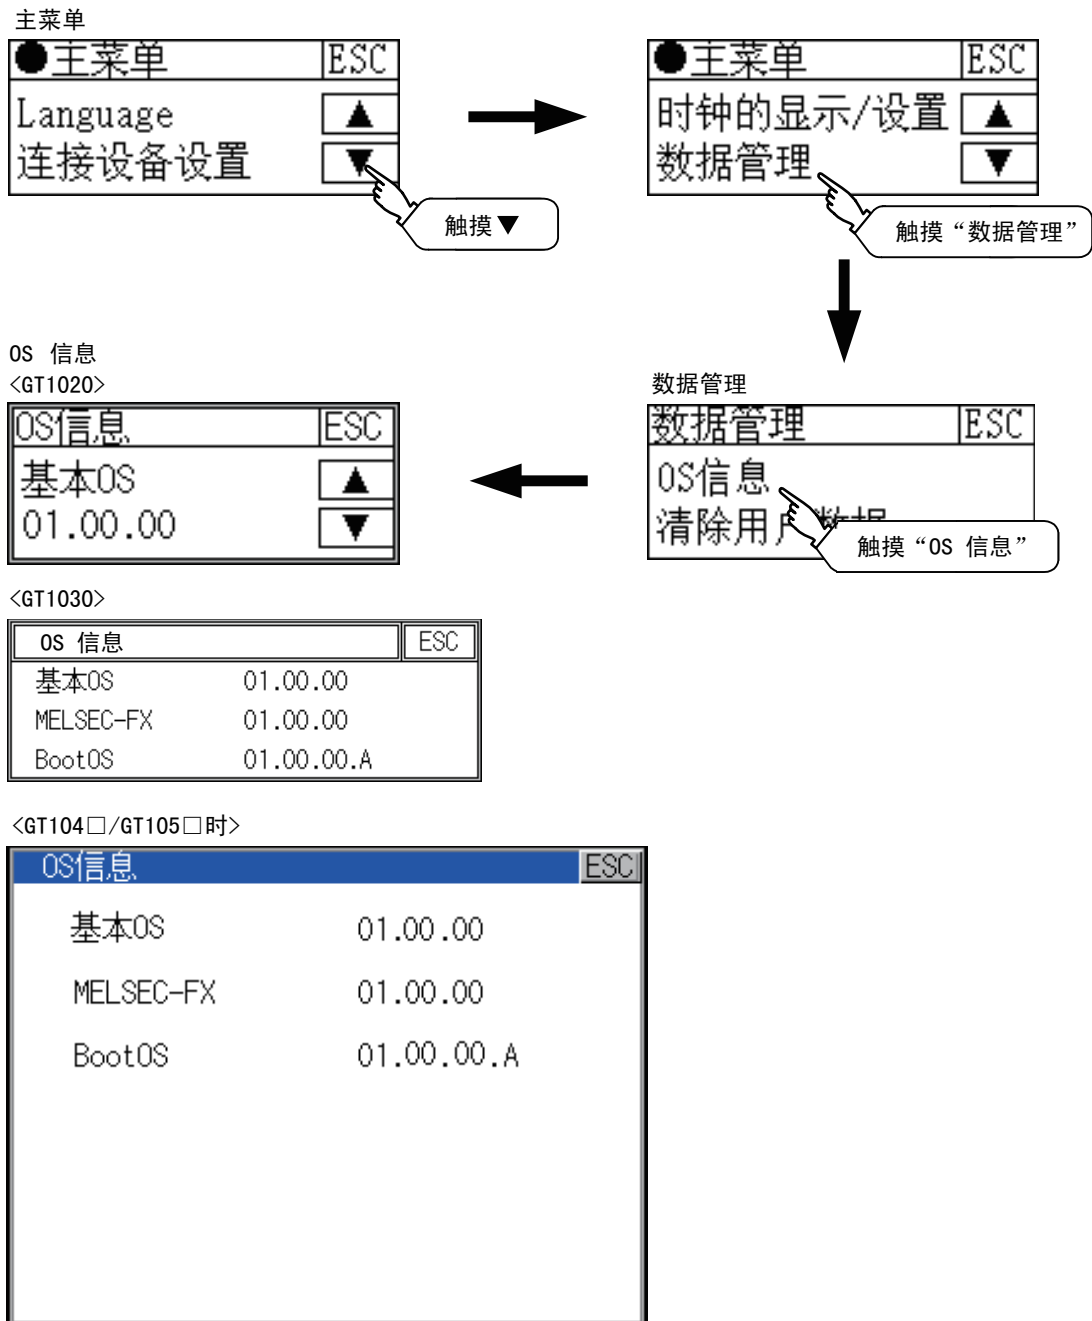 主菜单
●主菜单 ESC
Language ▲
连接设备设置 ▼
触摸▼
●主菜单 ESC
时钟的显示/设置 ▲
数据管理 ▼
触摸“数据管理”
数据管理
数据管理 ESC
OS信息
清除用户数据
触摸“OS 信息”
OS 信息
<GT1020>
OS信息 ESC
基本OS ▲
01.00.00 ▼
<GT1030>
OS 信息 ESC
基本OS 01.00.00
MELSEC-FX 01.00.00
BootOS 01.00.00.A
<GT104□/GT105□时>
OS信息 ESC
基本OS 01.00.00
MELSEC-FX 01.00.00
BootOS 01.00.00.A